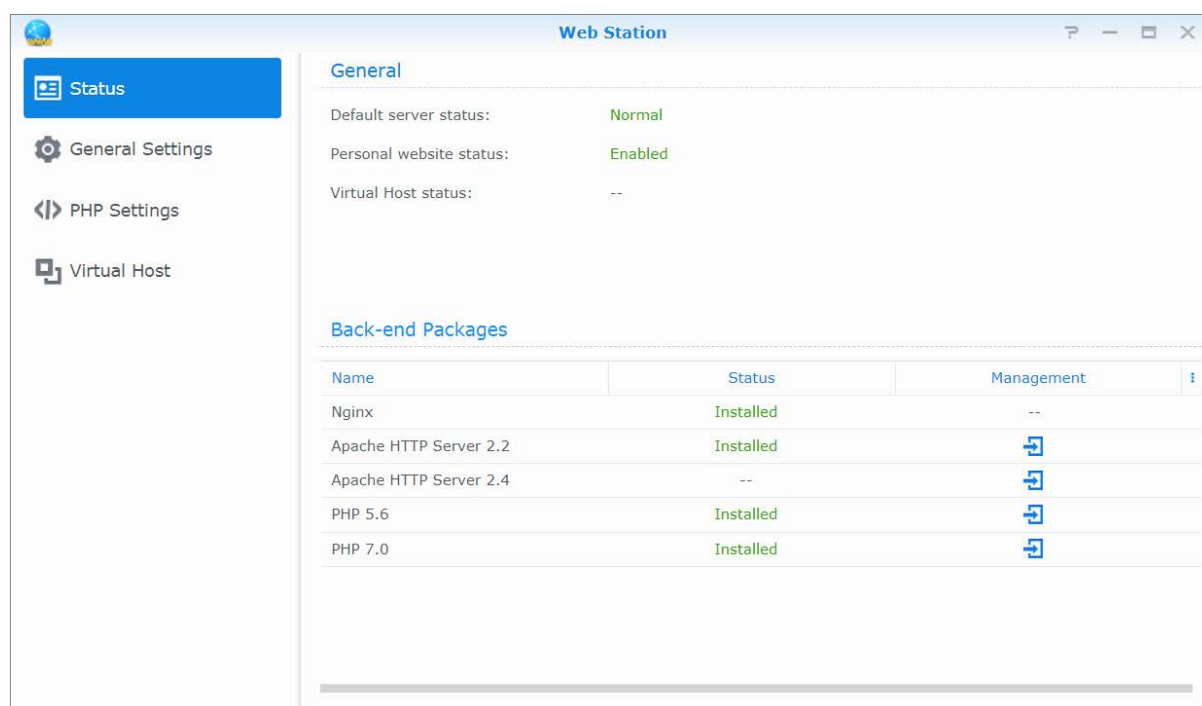 Web Station
Status
General Settings
PHP Settings
Virtual Host
General
Default server status: Normal
Personal website status: Enabled
Virtual Host status: --
Back-end Packages
Name Status Management
Nginx Installed --
Apache HTTP Server 2.2 Installed
Apache HTTP Server 2.4 --
PHP 5.6 Installed
PHP 7.0 Installed